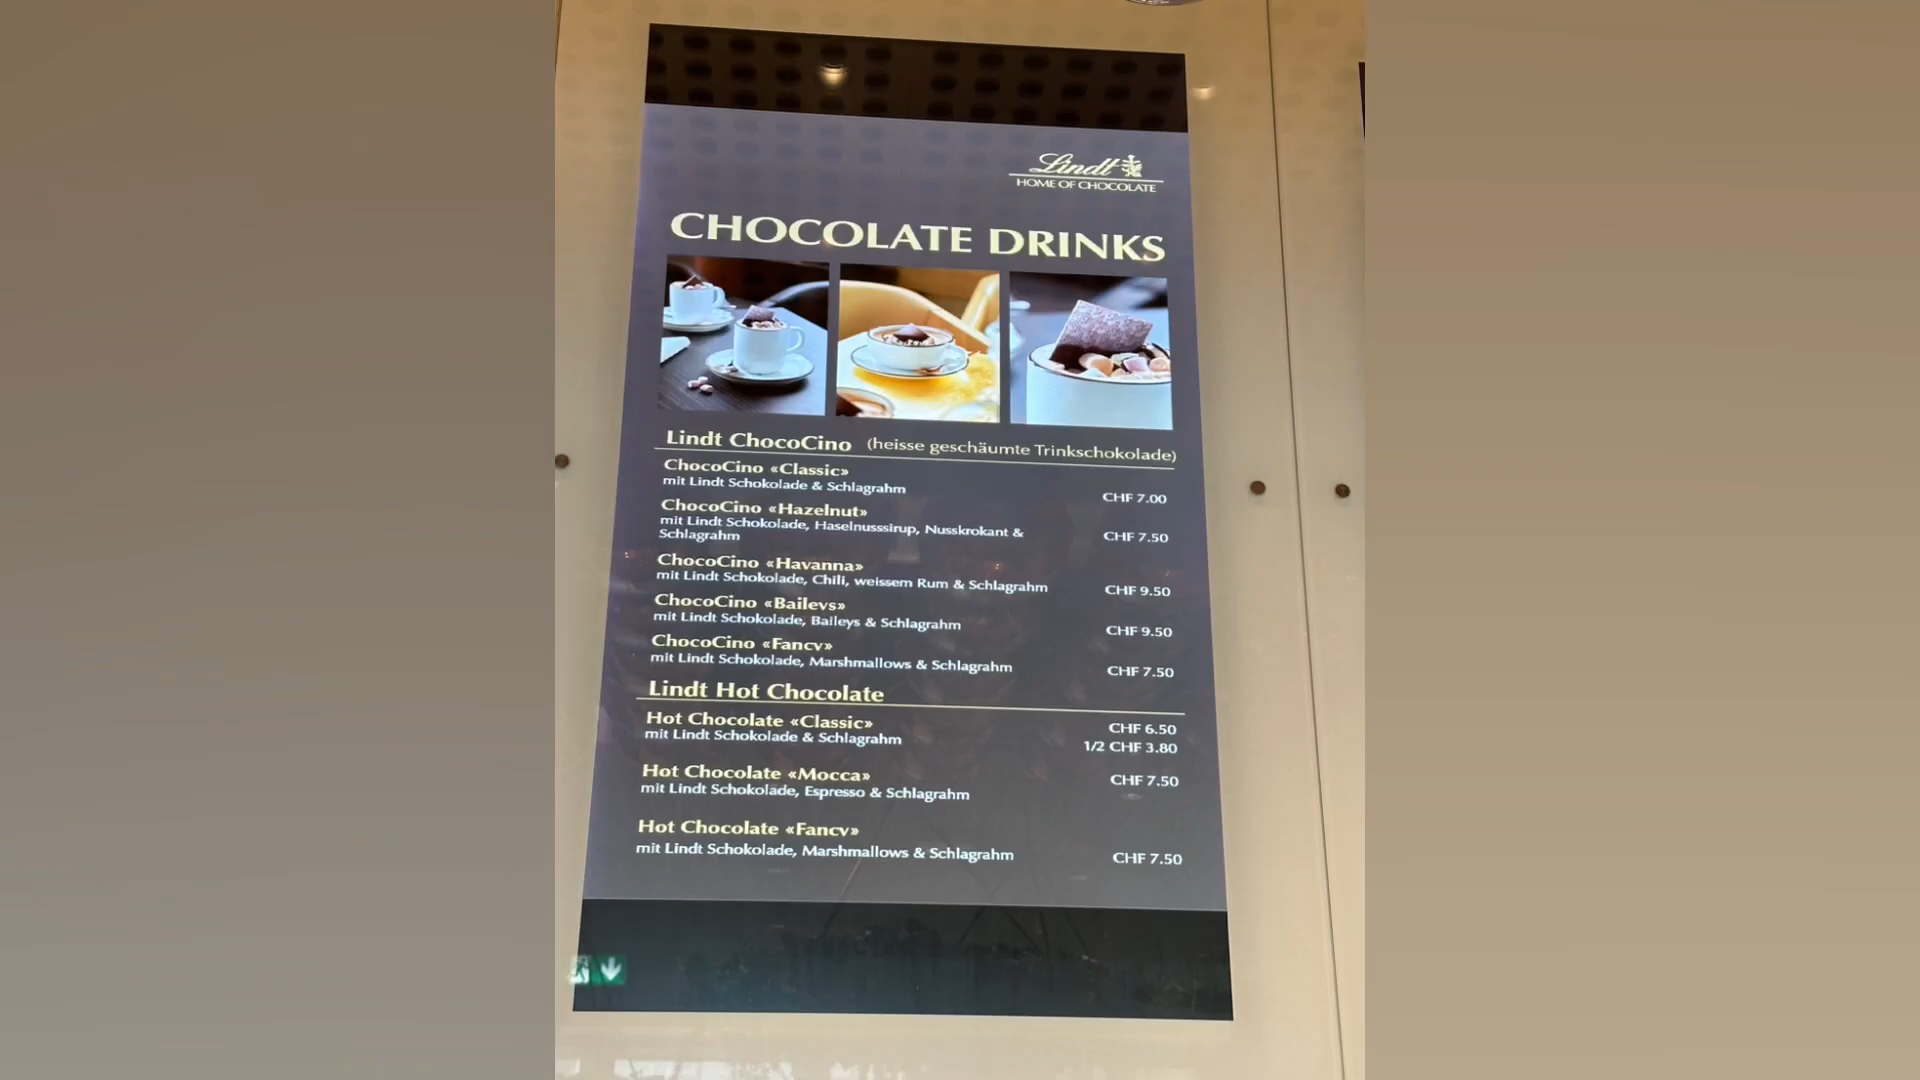 Lindt
HOME OF CHOCOLATE
CHOCOLATE DRINKS
Lindt ChocoCino (heisse geschäumte Trinkschokolade)
ChocoCino «Classic»
mit Lindt Schokolade & Schlagrahm CHF 7.00
ChocoCino «Hazelnut»
mit Lindt Schokolade, Haselnusssirup, Nusskrokant & CHF 7.50
Schlagrahm
ChocoCino «Havanna»
mit Lindt Schokolade, Chili, weissem Rum & Schlagrahm CHF 9.50
ChocoCino «Baileys»
mit Lindt Schokolade, Baileys & Schlagrahm CHF 9.50
ChocoCino «Fancy»
mit Lindt Schokolade, Marshmallows & Schlagrahm CHF 7.50
Lindt Hot Chocolate
Hot Chocolate «Classic» CHF 6.50
mit Lindt Schokolade & Schlagrahm 1/2 CHF 3.80
Hot Chocolate «Mocca» CHF 7.50
mit Lindt Schokolade, Espresso & Schlagrahm
Hot Chocolate «Fancy»
mit Lindt Schokolade, Marshmallows & Schlagrahm CHF 7.50